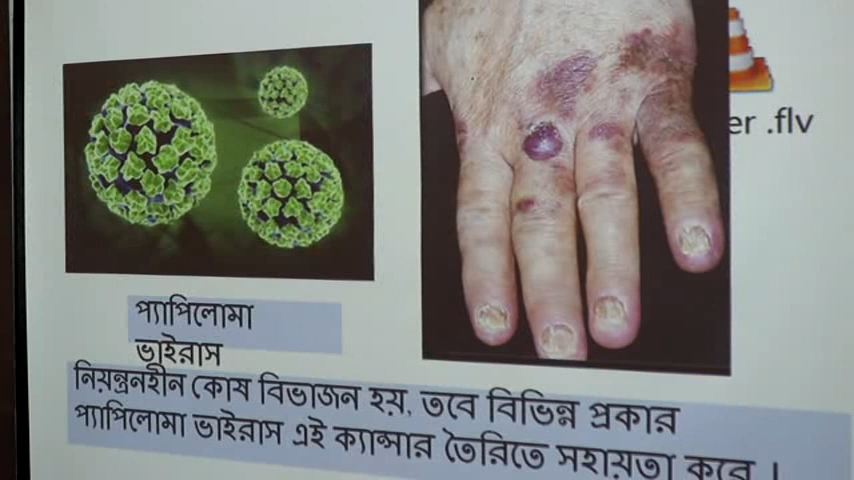 er .flv
প্যাপিলোমা
ভাইরাস
নিয়ন্ত্রনহীন কোষ বিভাজন হয়, তবে বিভিন্ন প্রকার
প্যাপিলোমা ভাইরাস এই ক্যান্সার তৈরিতে সহায়তা করে ।